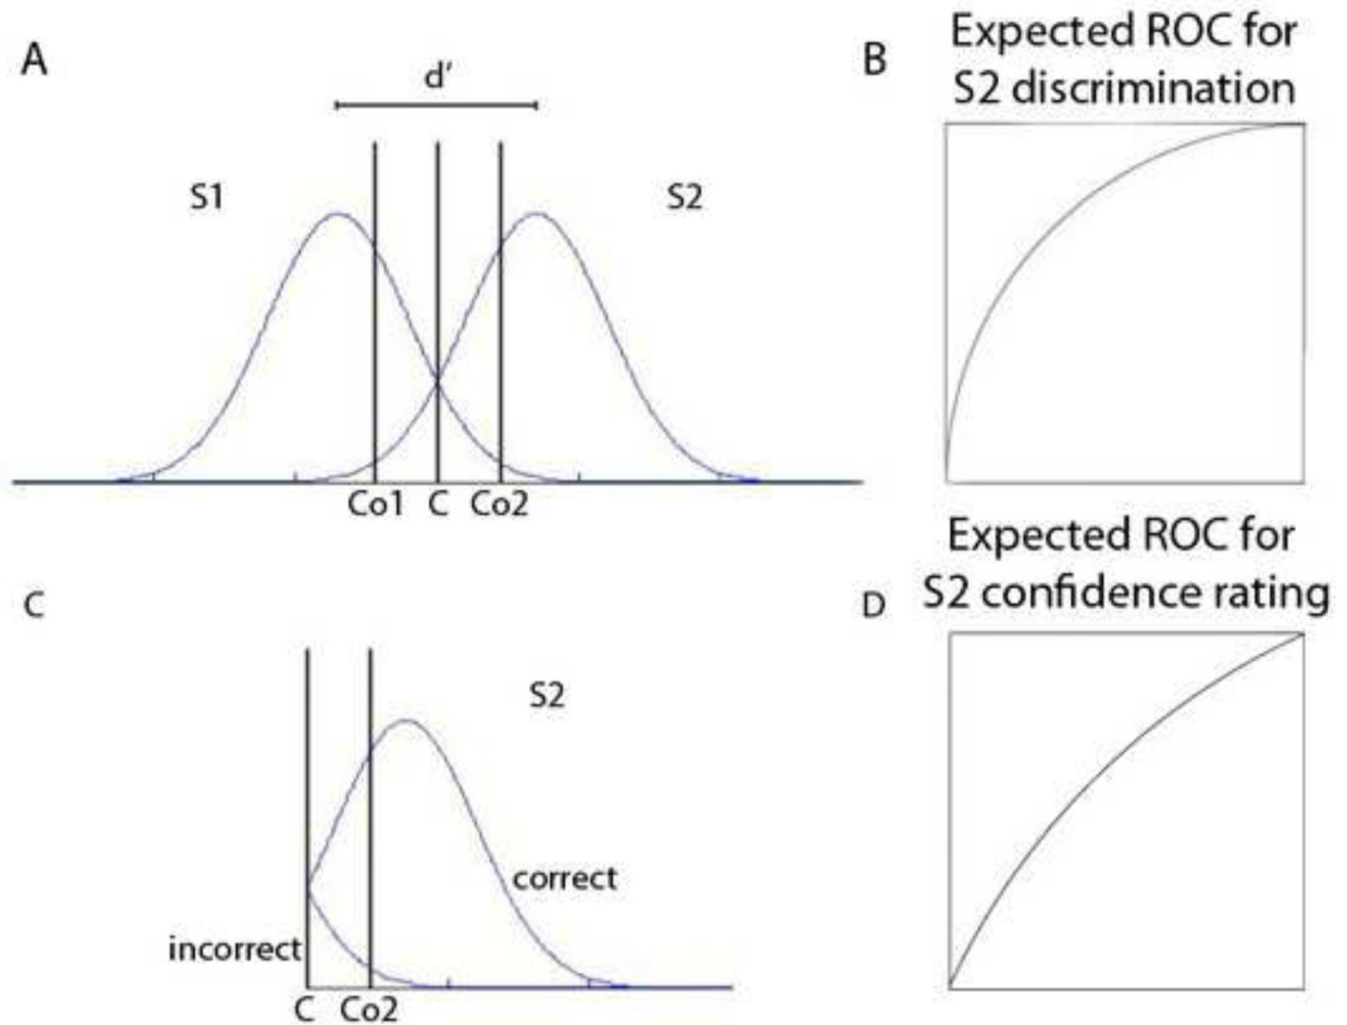 A
d′
S1
S2
Co1 C Co2
B
Expected ROC for
S2 discrimination
C
S2
correct
incorrect
C Co2
D
Expected ROC for
S2 confidence rating